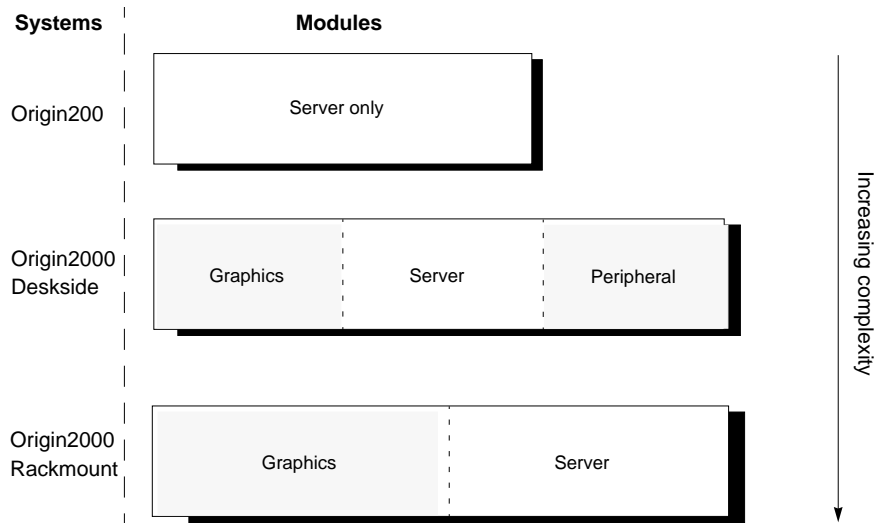 Systems
Modules
Origin200
Server only
Origin2000
Deskside
Graphics
Server
Peripheral
Origin2000
Rackmount
Graphics
Server
Increasing complexity